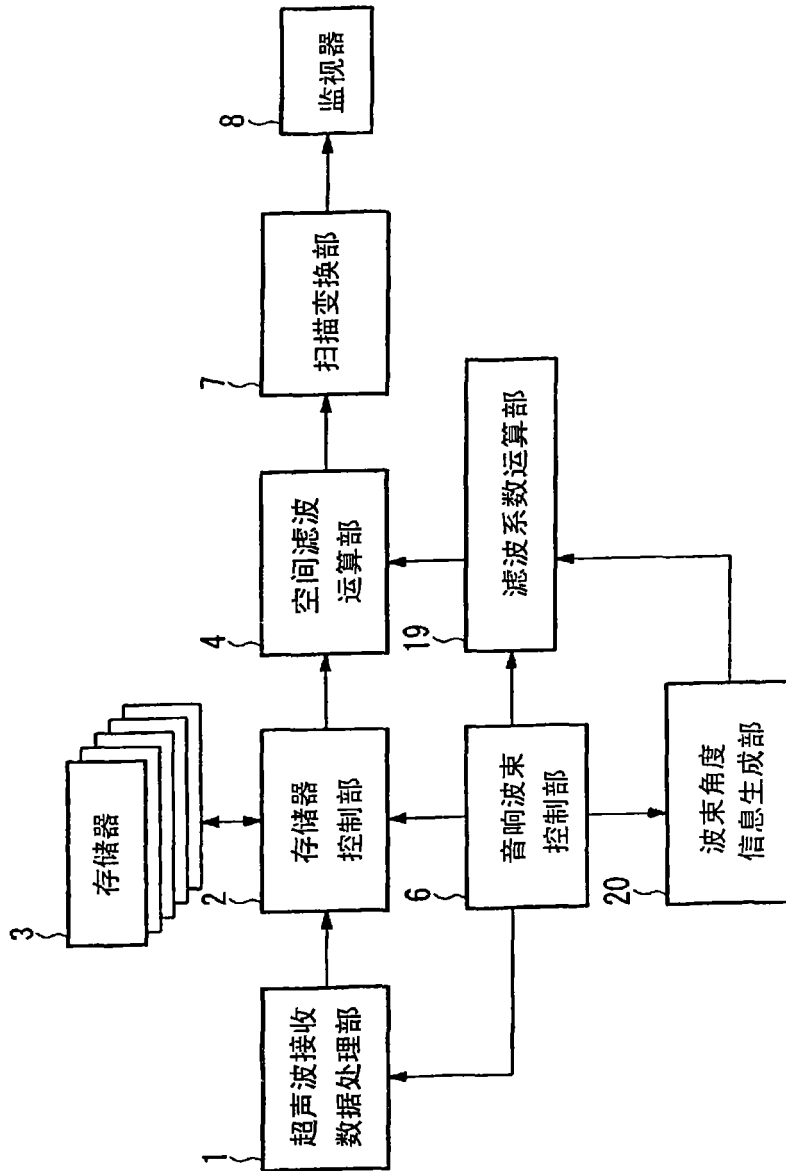 3
存储器
1
超声波接收
数据处理部
2
存储器
控制部
4
空间滤波
运算部
7
扫描变换部
8
监视器
6
音响波束
控制部
19
滤波系数运算部
20
波束角度
信息生成部